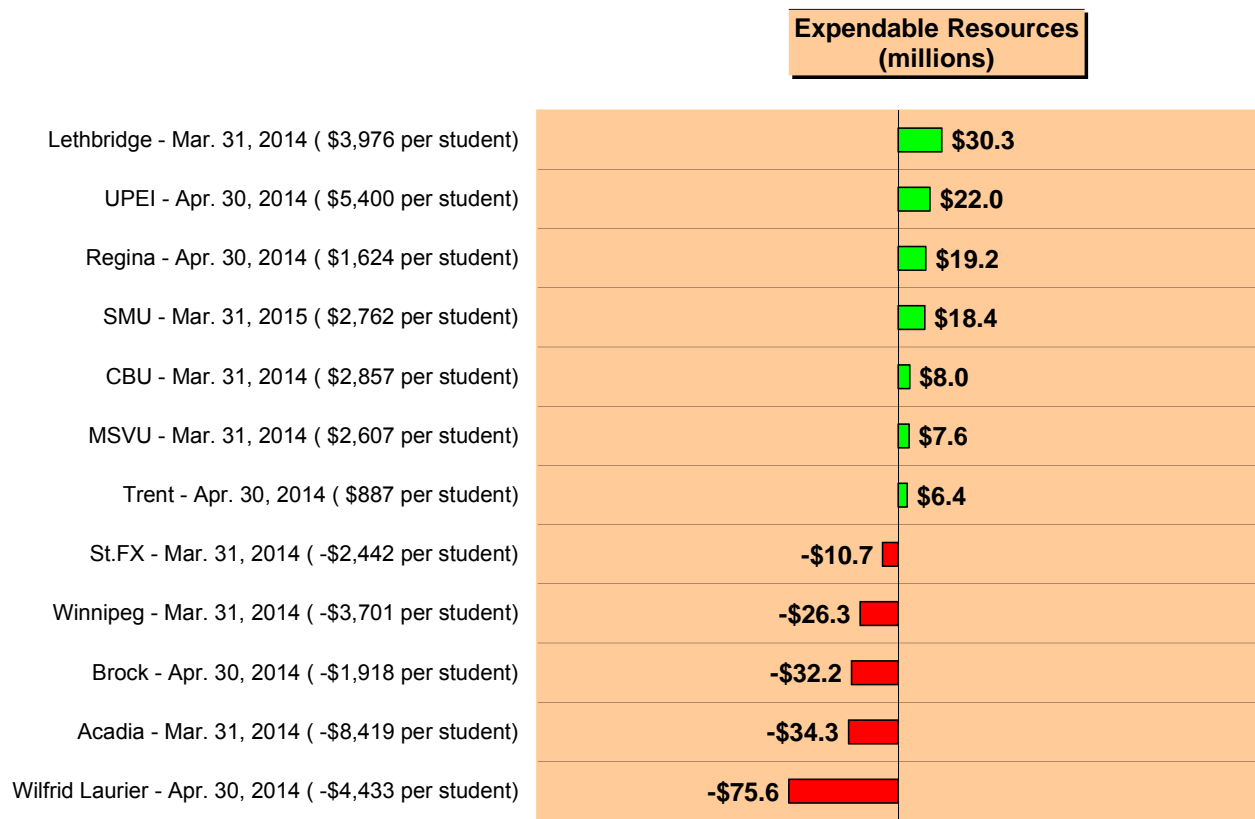 Expendable Resources
(millions)
Lethbridge - Mar. 31, 2014 ( $3,976 per student) $30.3
UPEI - Apr. 30, 2014 ( $5,400 per student) $22.0
Regina - Apr. 30, 2014 ( $1,624 per student) $19.2
SMU - Mar. 31, 2015 ( $2,762 per student) $18.4
CBU - Mar. 31, 2014 ( $2,857 per student) $8.0
MSVU - Mar. 31, 2014 ( $2,607 per student) $7.6
Trent - Apr. 30, 2014 ( $887 per student) $6.4
St.FX - Mar. 31, 2014 ( -$2,442 per student) -$10.7
Winnipeg - Mar. 31, 2014 ( -$3,701 per student) -$26.3
Brock - Apr. 30, 2014 ( -$1,918 per student) -$32.2
Acadia - Mar. 31, 2014 ( -$8,419 per student) -$34.3
Wilfrid Laurier - Apr. 30, 2014 ( -$4,433 per student) -$75.6